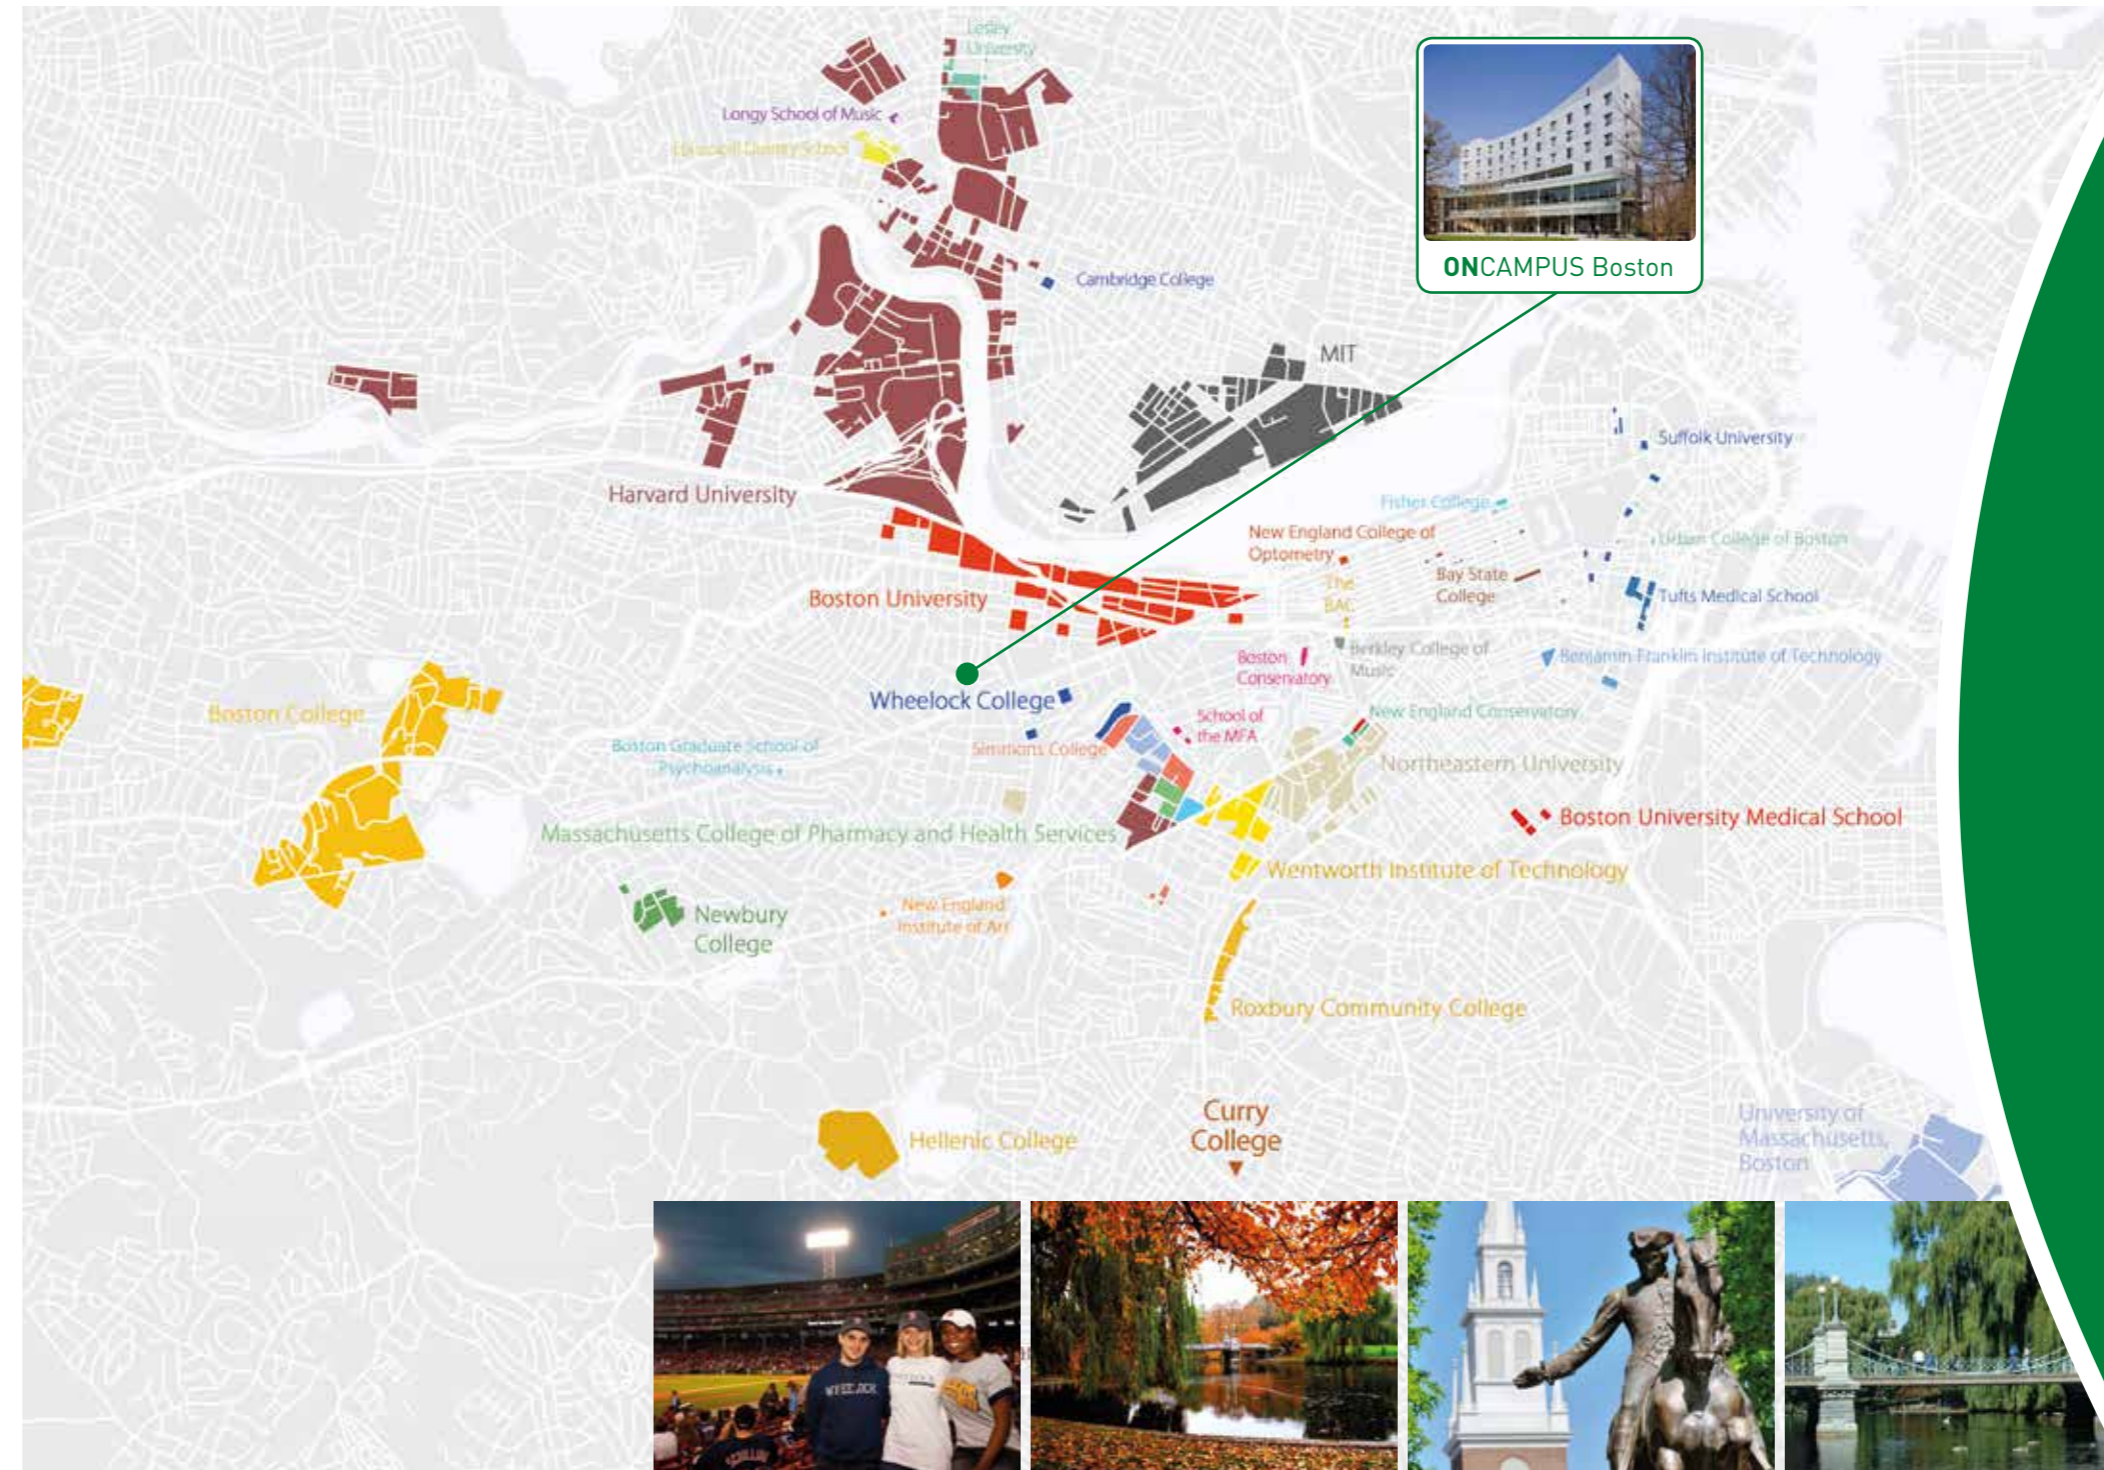 Lesley
University
Longy School of Music
Episcopal Divinity School
ONCAMPUS Boston
Cambridge College
MIT
Suffolk University
Harvard University
Fisher College
New England College of
Optometry
Urban College of Boston
The
BAC
Bay State
College
Boston University
Tufts Medical School
Boston
Conservatory
Berkley College of
Music
Benjamin Franklin Institute of Technology
Wheelock College
Boston College
School of
the MFA
New England Conservatory
Boston Graduate School of
Psychoanalysis
Simmons College
Northeastern University
Massachusetts College of Pharmacy and Health Services
Boston University Medical School
Wentworth Institute of Technology
Newbury
College
New England
Institute of Art
Roxbury Community College
Curry
College
Hellenic College
University of
Massachusetts,
Boston
WHEELOCK